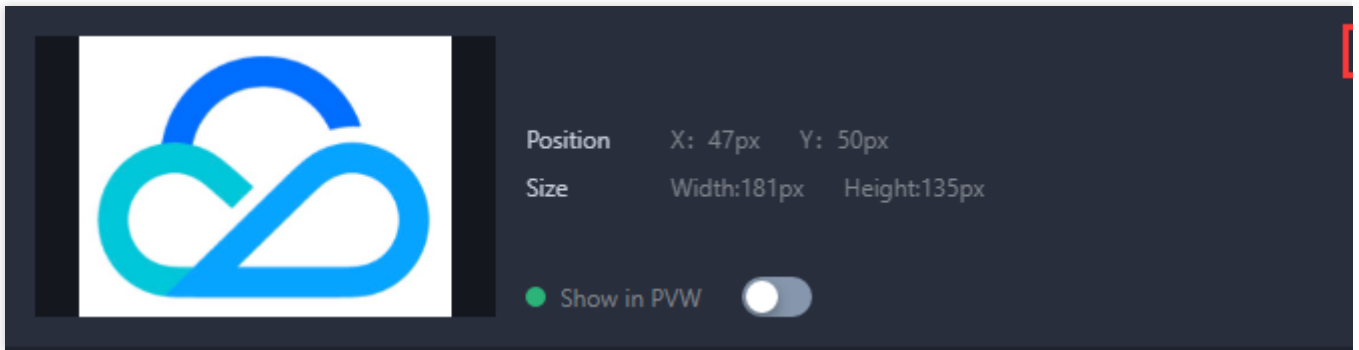 Position X: 47px Y: 50px
Size Width:181px Height:135px
Show in PVW